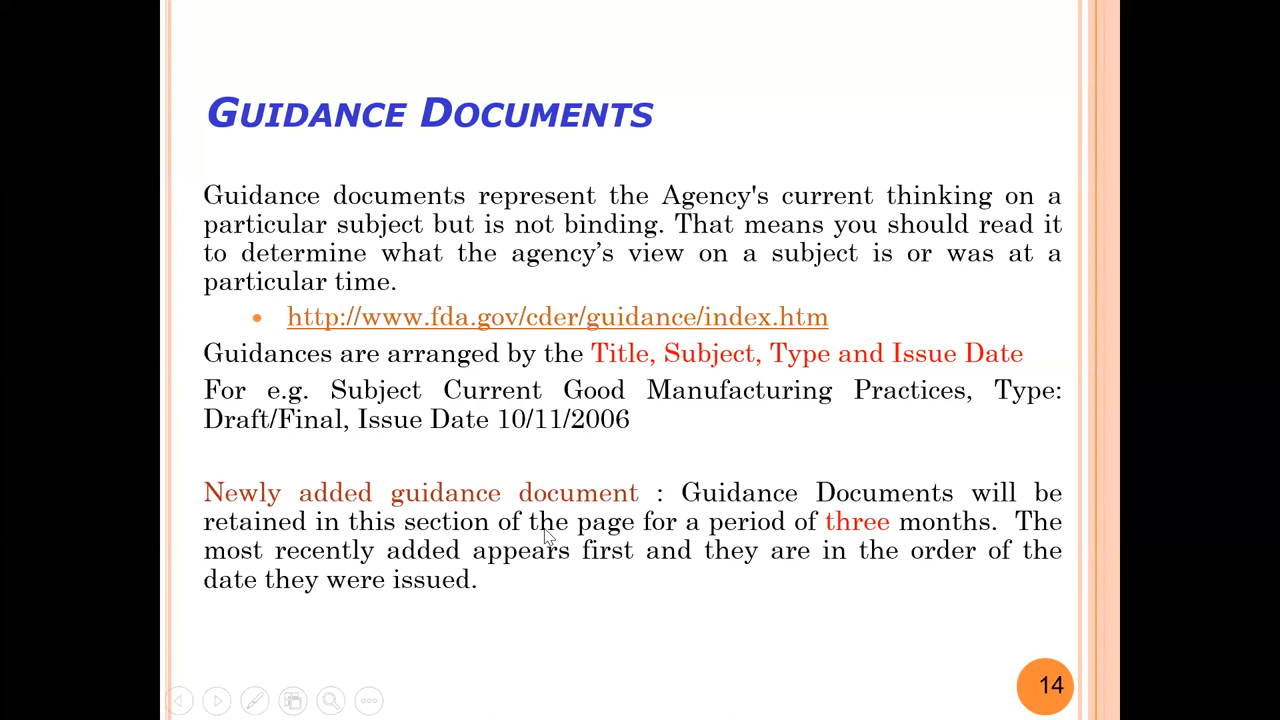 GUIDANCE DOCUMENTS
Guidance documents represent the Agency's current thinking on a
particular subject but is not binding. That means you should read it
to determine what the agency’s view on a subject is or was at a
particular time.
• http://www.fda.gov/cder/guidance/index.htm
Guidances are arranged by the Title, Subject, Type and Issue Date
For e.g. Subject Current Good Manufacturing Practices, Type:
Draft/Final, Issue Date 10/11/2006
Newly added guidance document : Guidance Documents will be
retained in this section of the page for a period of three months. The
most recently added appears first and they are in the order of the
date they were issued.
14